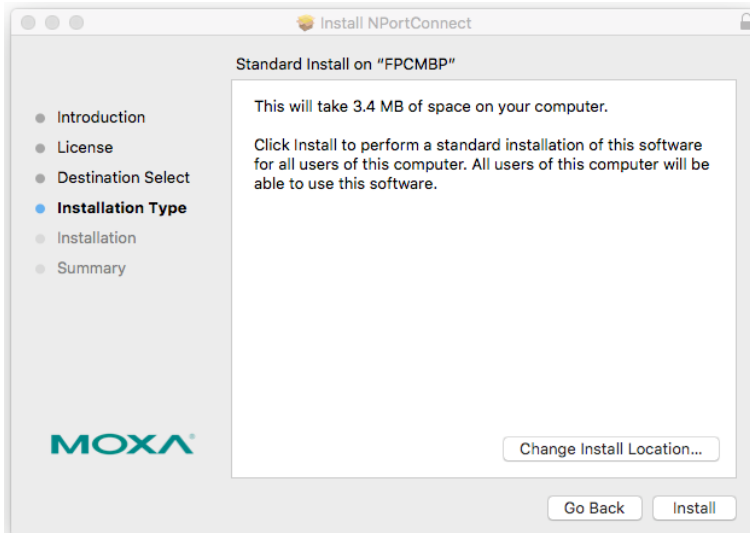 Install NPortConnect
Standard Install on "FPCMBP"
Introduction
License
Destination Select
Installation Type
Installation
Summary
This will take 3.4 MB of space on your computer.
Click Install to perform a standard installation of this software
for all users of this computer. All users of this computer will be
able to use this software.
MOXA®
Change Install Location...
Go Back
Install